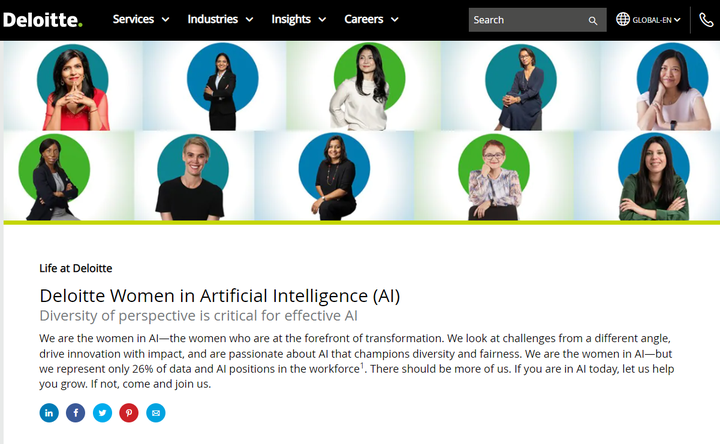 Deloitte. Services Industries Insights Careers Search GLOBAL-EN
Life at Deloitte
Deloitte Women in Artificial Intelligence (AI)
Diversity of perspective is critical for effective AI
We are the women in AI—the women who are at the forefront of transformation. We look at challenges from a different angle,
drive innovation with impact, and are passionate about AI that champions diversity and fairness. We are the women in AI—but
we represent only 26% of data and AI positions in the workforce¹. There should be more of us. If you are in AI today, let us help
you grow. If not, come and join us.